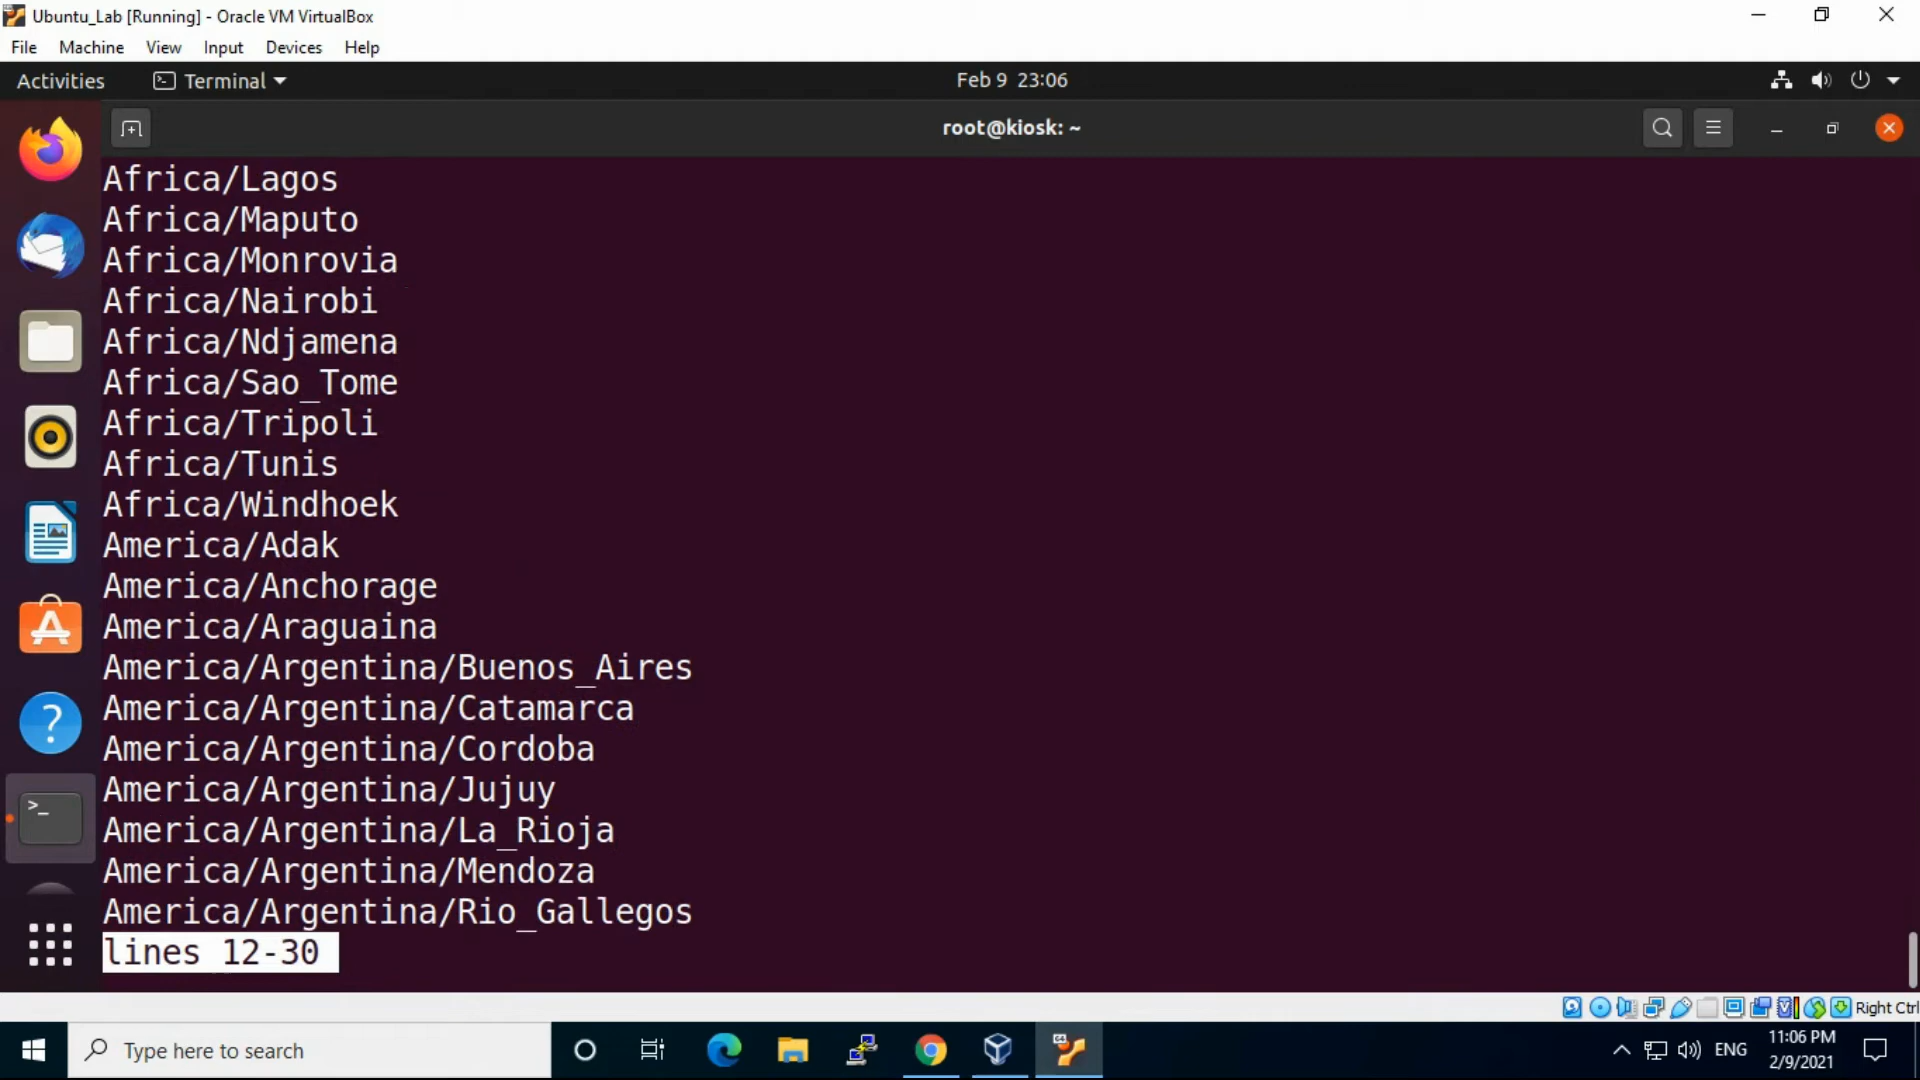 Ubuntu_Lab [Running] - Oracle VM VirtualBox
File Machine View Input Devices Help
Activities Terminal Feb 9 23:06
root@kiosk: ~
Africa/Lagos
Africa/Maputo
Africa/Monrovia
Africa/Nairobi
Africa/Ndjamena
Africa/Sao_Tome
Africa/Tripoli
Africa/Tunis
Africa/Windhoek
America/Adak
America/Anchorage
America/Araguaina
America/Argentina/Buenos_Aires
America/Argentina/Catamarca
America/Argentina/Cordoba
America/Argentina/Jujuy
America/Argentina/La_Rioja
America/Argentina/Mendoza
America/Argentina/Rio_Gallegos
lines 12-30
Right Ctrl
Type here to search
ENG
11:06 PM
2/9/2021